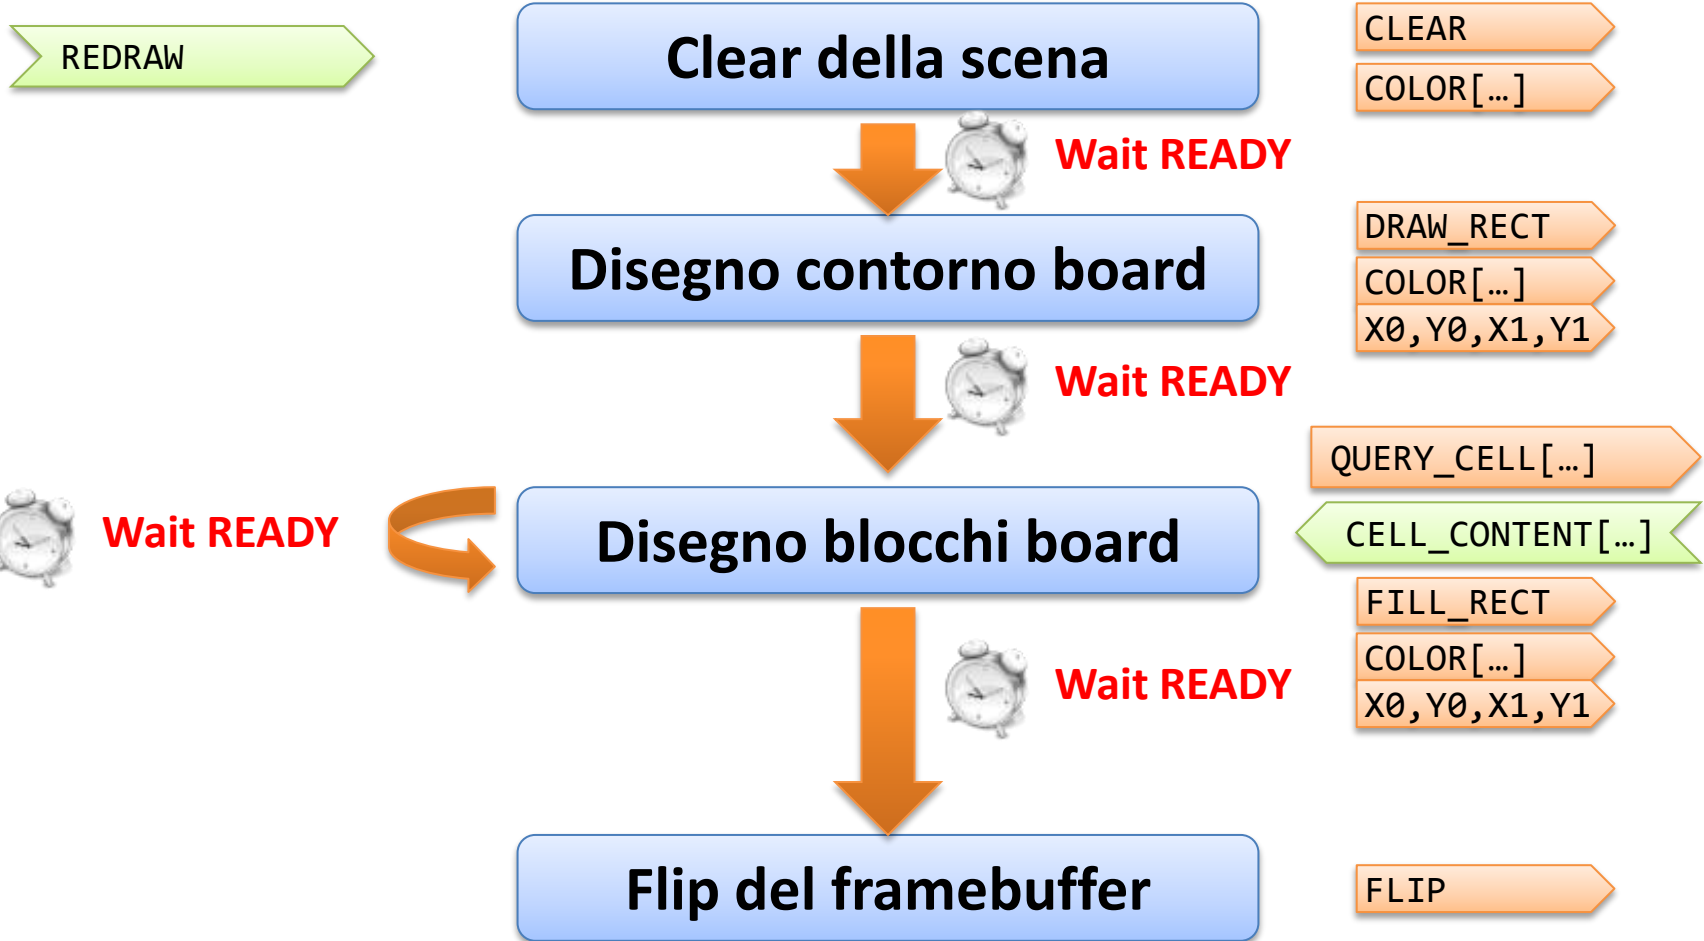 REDRAW
Clear della scena
CLEAR
COLOR[…]
Wait READY
Disegno contorno board
DRAW_RECT
COLOR[…]
X0,Y0,X1,Y1
Wait READY
QUERY_CELL[…]
Wait READY
Disegno blocchi board
CELL_CONTENT[…]
FILL_RECT
COLOR[…]
X0,Y0,X1,Y1
Wait READY
Flip del framebuffer
FLIP